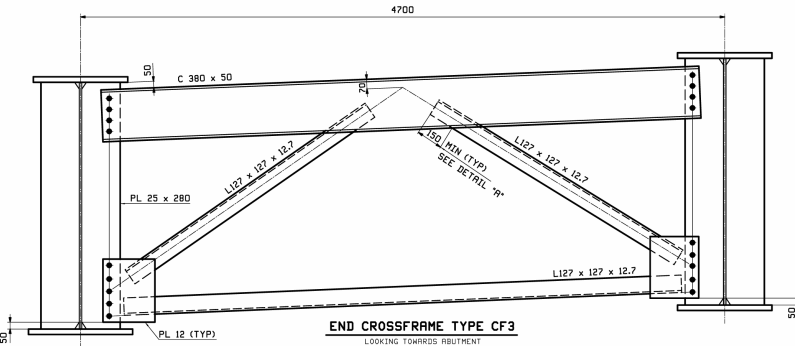 4700
50
C 380 x 50
70
L127 x 127 x 12.7
L127 x 127 x 12.7
150 MIN (TYP)
SEE DETAIL "A"
PL 25 x 280
L127 x 127 x 12.7
50
PL 12 (TYP)
50
END CROSSFRAME TYPE CF3
LOOKING TOWARDS ABUTMENT